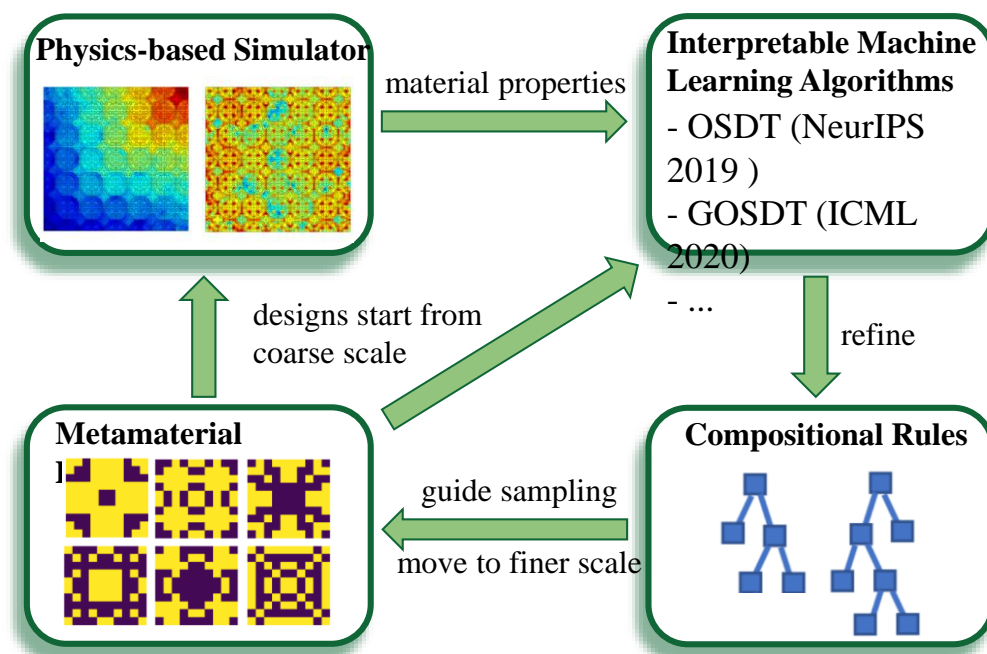 Physics-based Simulator
material properties
Interpretable Machine
Learning Algorithms
- OSDT (NeurIPS
2019 )
- GOSDT (ICML
2020)
- ...
designs start from
coarse scale
refine
Metamaterial
Compositional Rules
guide sampling
move to finer scale